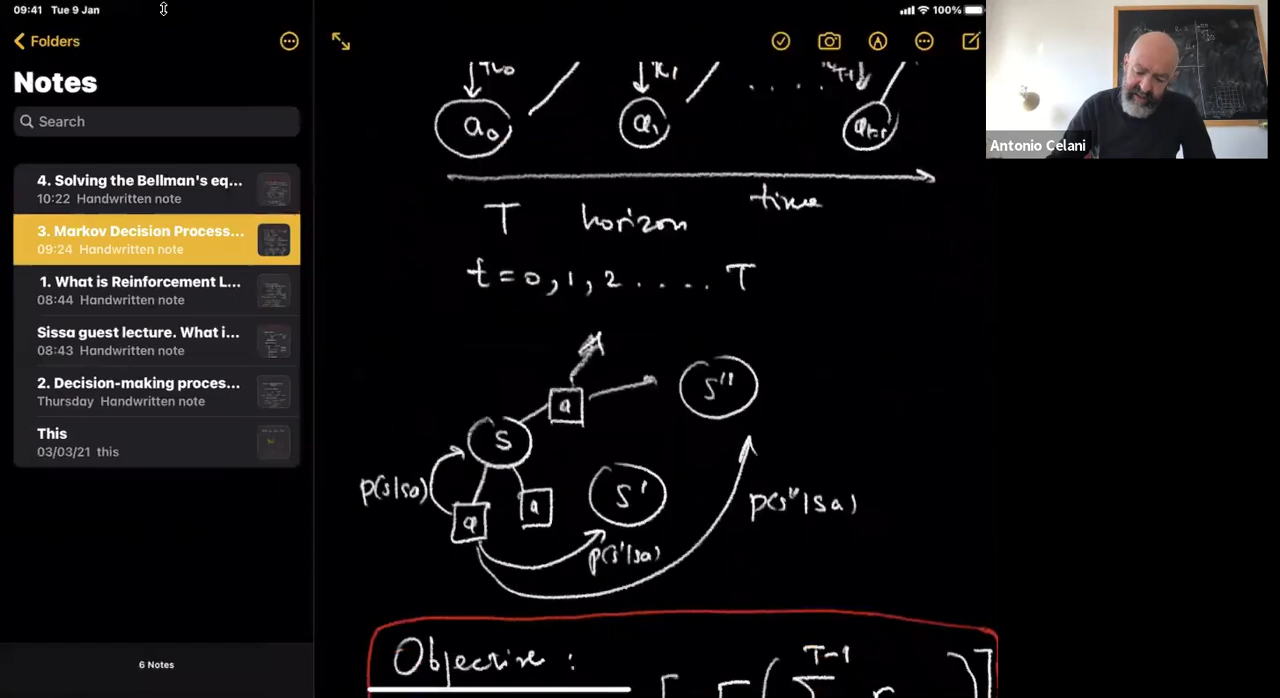 09:41 Tue 9 Jan
100%
Folders
Notes
Search
4. Solving the Bellman's eq...
10:22 Handwritten note
3. Markov Decision Process...
09:24 Handwritten note
1. What is Reinforcement L...
08:44 Handwritten note
Sissa guest lecture. What i...
08:43 Handwritten note
2. Decision-making proces...
Thursday Handwritten note
This
03/03/21 this
6 Notes
π₀ π₁ T-1
a₀ a₁ . . . . .
time
T horizon
t = 0, 1, 2 . . . . . T
a
S''
S
p(s|sa)
S'
a a
p(s''|sa)
p(s'|sa)
Objective :
T-1
Σ
Antonio Celani